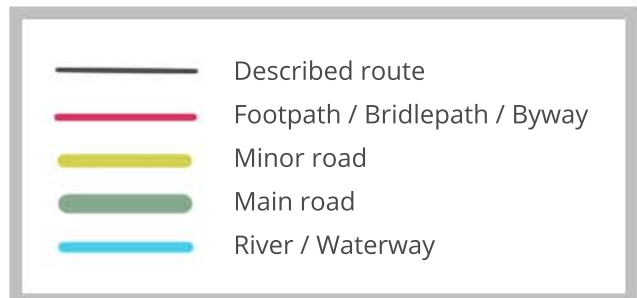 Described route
Footpath / Bridlepath / Byway
Minor road
Main road
River / Waterway